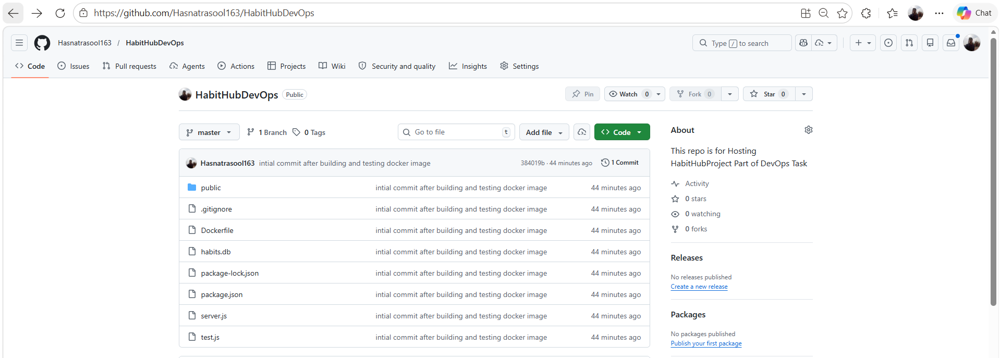 https://github.com/Hasnatrasool163/HabitHubDevOps
Chat
Hasnatrasool163 / HabitHubDevOps
Type / to search
Code Issues Pull requests Agents Actions Projects Wiki Security and quality Insights Settings
HabitHubDevOps Public
Pin Watch 0 Fork 0 Star 0
master 1 Branch 0 Tags
Go to file t Add file Code
Hasnatrasool163 intial commit after building and testing docker image 384019b · 44 minutes ago 1 Commit
public intial commit after building and testing docker image 44 minutes ago
.gitignore intial commit after building and testing docker image 44 minutes ago
Dockerfile intial commit after building and testing docker image 44 minutes ago
habits.db intial commit after building and testing docker image 44 minutes ago
package-lock.json intial commit after building and testing docker image 44 minutes ago
package.json intial commit after building and testing docker image 44 minutes ago
server.js intial commit after building and testing docker image 44 minutes ago
test.js intial commit after building and testing docker image 44 minutes ago
About
This repo is for Hosting
HabitHubProject Part of DevOps Task
Activity
0 stars
0 watching
0 forks
Releases
No releases published
Create a new release
Packages
No packages published
Publish your first package